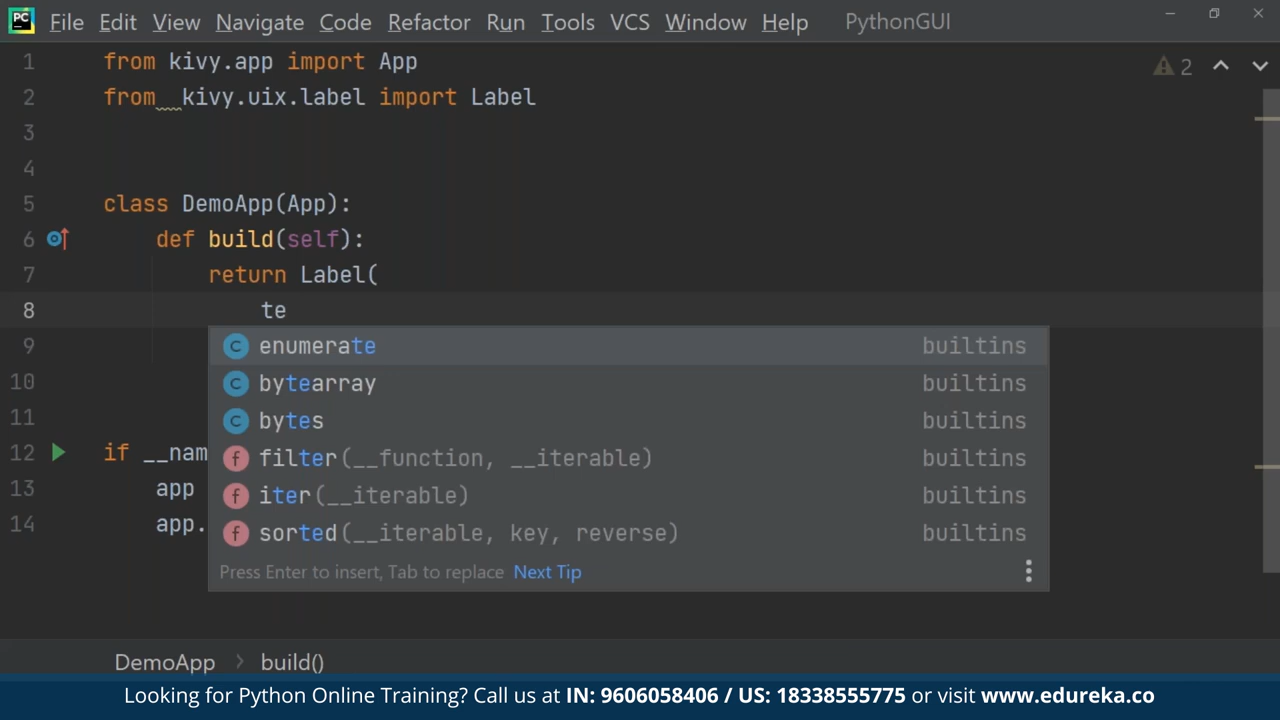 PC File Edit View Navigate Code Refactor Run Tools VCS Window Help PythonGUI
1 from kivy.app import App
2 from  kivy.uix.label import Label
2
3
4
5 class DemoApp(App):
6 def build(self):
7 return Label(
8 te
9
10
11
12 if __nam
13 app
14 app.
C enumerate builtins
C bytearray builtins
C bytes builtins
f filter(__function, __iterable) builtins
f iter(__iterable) builtins
f sorted(__iterable, key, reverse) builtins
Press Enter to insert, Tab to replace Next Tip
DemoApp > build()
Looking for Python Online Training? Call us at IN: 9606058406 / US: 18338555775 or visit www.edureka.co